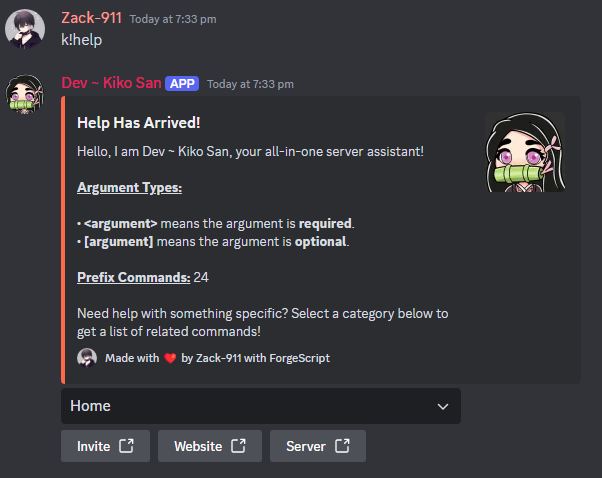 Zack-911 Today at 7:33 pm
k!help
Dev ~ Kiko San APP Today at 7:33 pm
Help Has Arrived!
Hello, I am Dev ~ Kiko San, your all-in-one server assistant!
Argument Types:
• <argument> means the argument is required.
• [argument] means the argument is optional.
Prefix Commands: 24
Need help with something specific? Select a category below to
get a list of related commands!
Made with ❤️ by Zack-911 with ForgeScript
Home
Invite Website Server